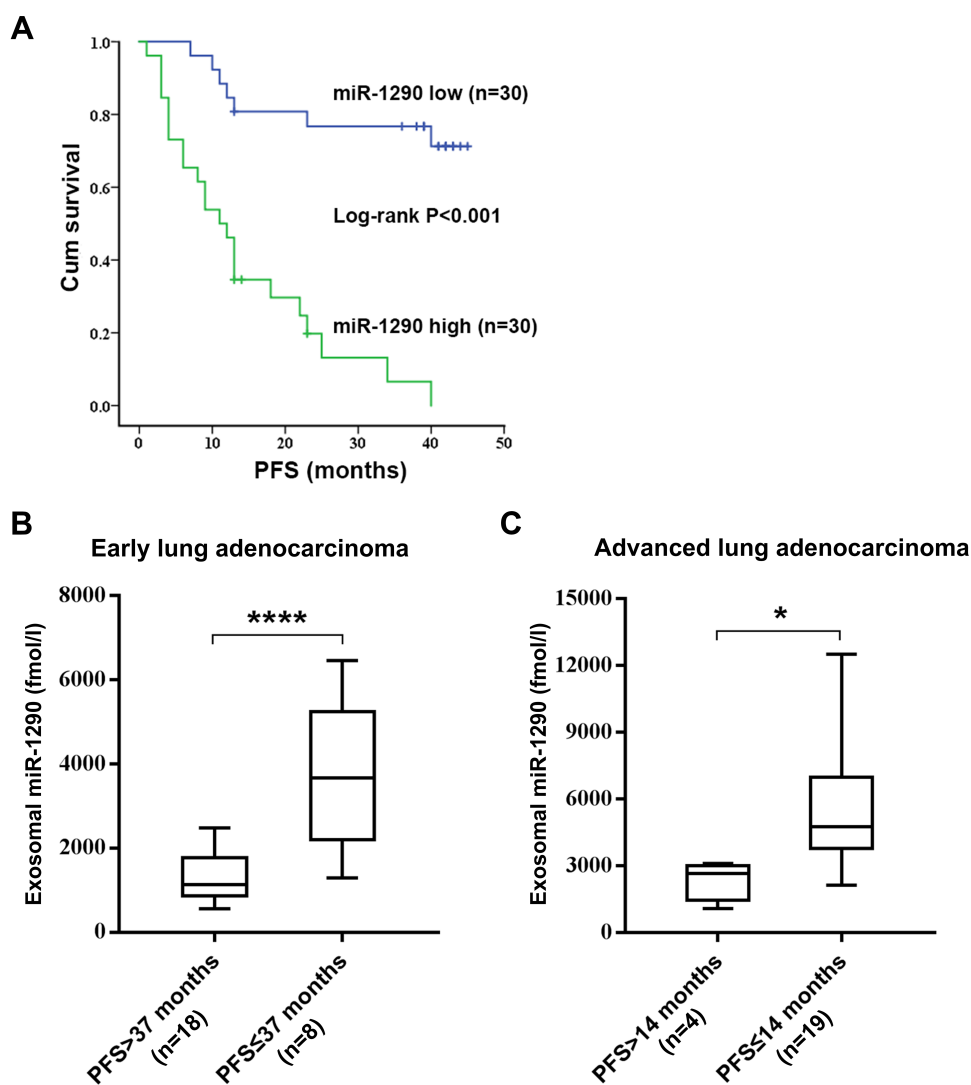 A
1.0
0.8
0.6
0.4
0.2
0.0
Cum survival
miR-1290 low (n=30)
Log-rank P<0.001
miR-1290 high (n=30)
0 10 20 30 40 50
PFS (months)
B
Early lung adenocarcinoma
8000
6000
4000
2000
0
Exosomal miR-1290 (fmol/l)
****
PFS>37 months
(n=18)
PFS≤37 months
(n=8)
C
Advanced lung adenocarcinoma
15000
12000
9000
6000
3000
0
Exosomal miR-1290 (fmol/l)
*
PFS>14 months
(n=4)
PFS≤14 months
(n=19)